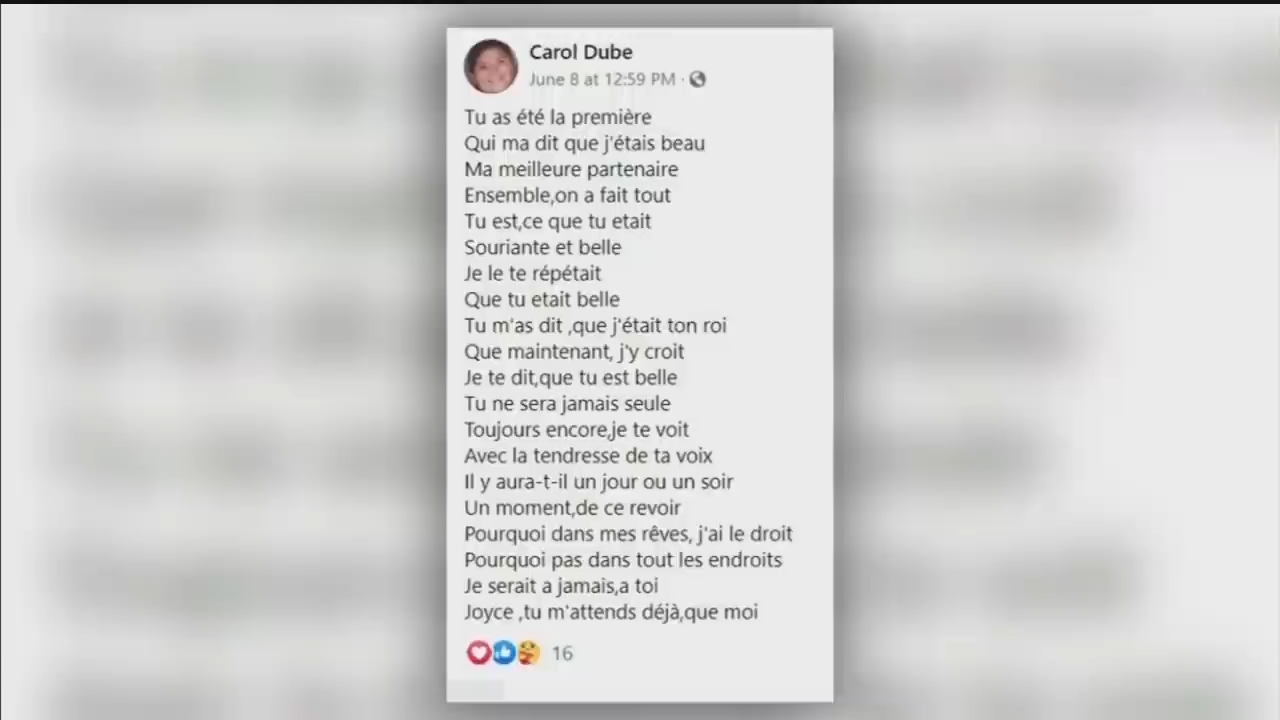 Carol Dube
June 8 at 12:59 PM ·
Tu as été la première
Qui ma dit que j'étais beau
Ma meilleure partenaire
Ensemble,on a fait tout
Tu est,ce que tu etait
Souriante et belle
Je le te répétait
Que tu etait belle
Tu m'as dit ,que j'était ton roi
Que maintenant, j'y croit
Je te dit,que tu est belle
Tu ne sera jamais seule
Toujours encore,je te voit
Avec la tendresse de ta voix
Il y aura-t-il un jour ou un soir
Un moment,de ce revoir
Pourquoi dans mes rêves, j'ai le droit
Pourquoi pas dans tout les endroits
Je serait a jamais,a toi
Joyce ,tu m'attends déjà,que moi
16